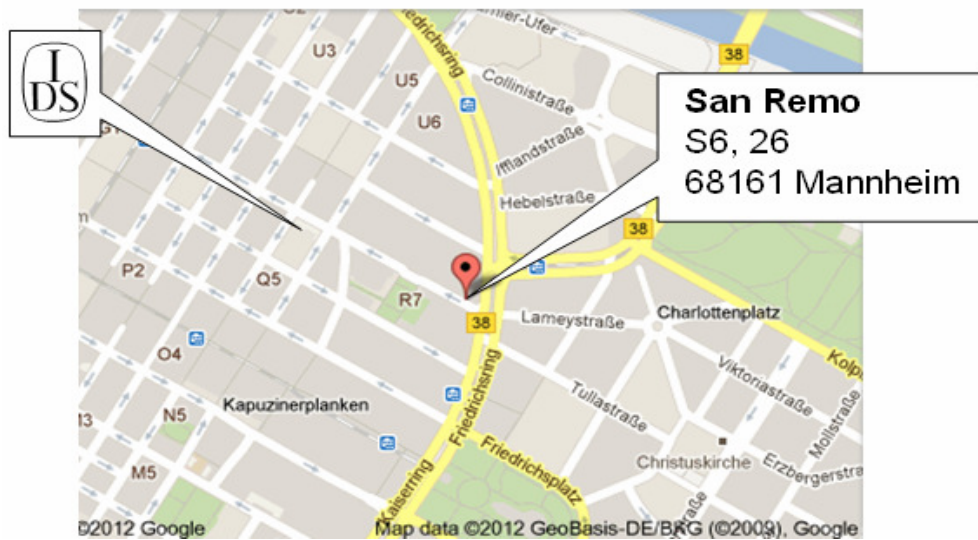 I
DS
San Remo
S6, 26
68161 Mannheim
Friedrichsring
38
U3
U5
U6
Collinistraße
Ifflandstraße
Hebelstraße
38
P2
Q5
R7
38
Lameystraße
Charlottenplatz
O4
N5
M5
Kapuzinerplanken
Friedrichsring
Tullastraße
Viktoriastraße
Mollstraße
Christuskirche
Erzbergerstra
Friedrichsplatz
Kaiserring
©2012 Google
Map data ©2012 GeoBasis-DE/BKG (©2009), Google